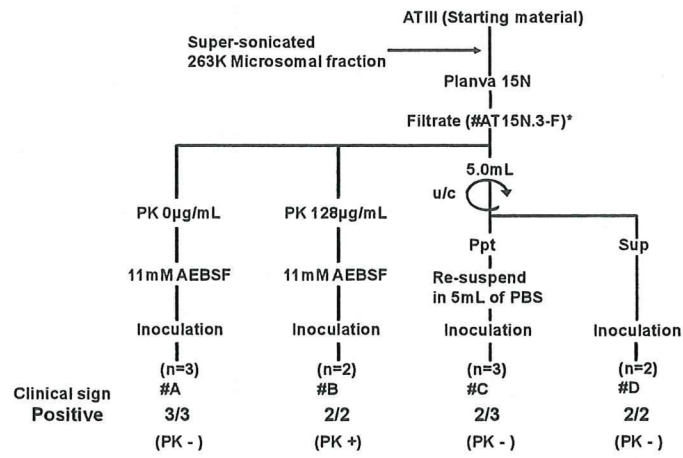 ATIII (Starting material)
Super-sonicated
263K Microsomal fraction
Planva 15N
Filtrate (#AT15N.3-F)*
5.0mL
u/c
PK 0µg/mL
PK 128µg/mL
Ppt
Sup
11mM AEBSF
11mM AEBSF
Re-suspend
in 5mL of PBS
Inoculation
Inoculation
Inoculation
Inoculation
(n=3)
(n=2)
(n=3)
(n=2)
Clinical sign
#A
#B
#C
#D
Positive
3/3
2/2
2/3
2/2
(PK - )
(PK +)
(PK - )
(PK - )